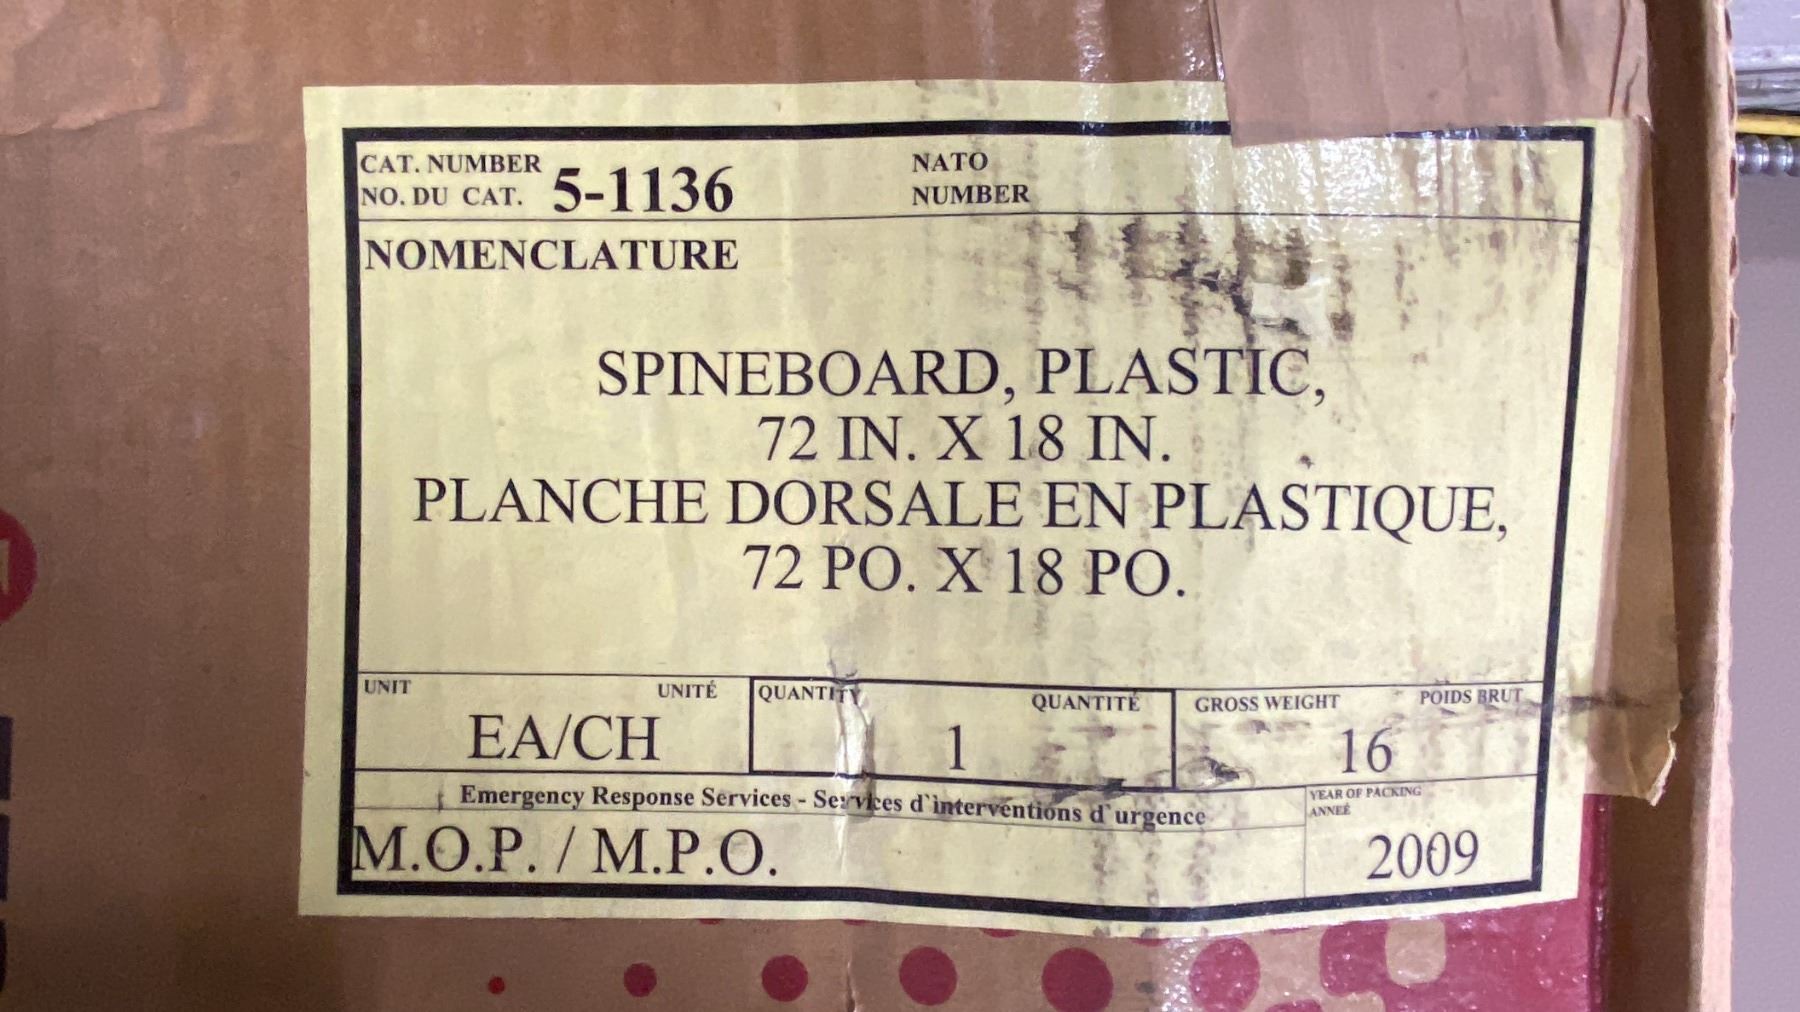 CAT. NUMBER
NO. DU CAT. 5-1136
NATO
NUMBER
NOMENCLATURE
SPINEBOARD, PLASTIC,
72 IN. X 18 IN.
PLANCHE DORSALE EN PLASTIQUE,
72 PO. X 18 PO.
UNIT UNITÉ
EA/CH
QUANTITY QUANTITÉ
1
GROSS WEIGHT POIDS BRUT
16
Emergency Response Services - Services d'interventions d'urgence
M.O.P. / M.P.O.
YEAR OF PACKING
ANNEÉ
2009